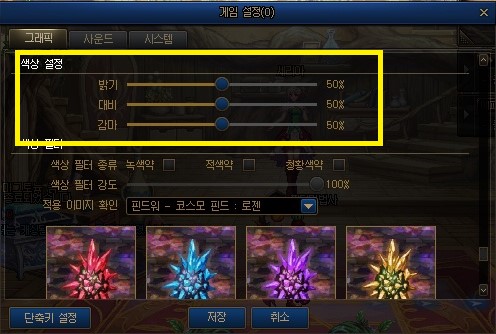 게임 설정(O)
그래픽 사운드 시스템
색상 설정
밝기 50%
대비 50%
감마 50%
색상 필터
색상 필터 종류 녹색약 적색약 청황색약
색상 필터 강도 100%
적용 이미지 확인 핀드워 - 코스모 핀드 : 로젠
단축키 설정 저장 취소